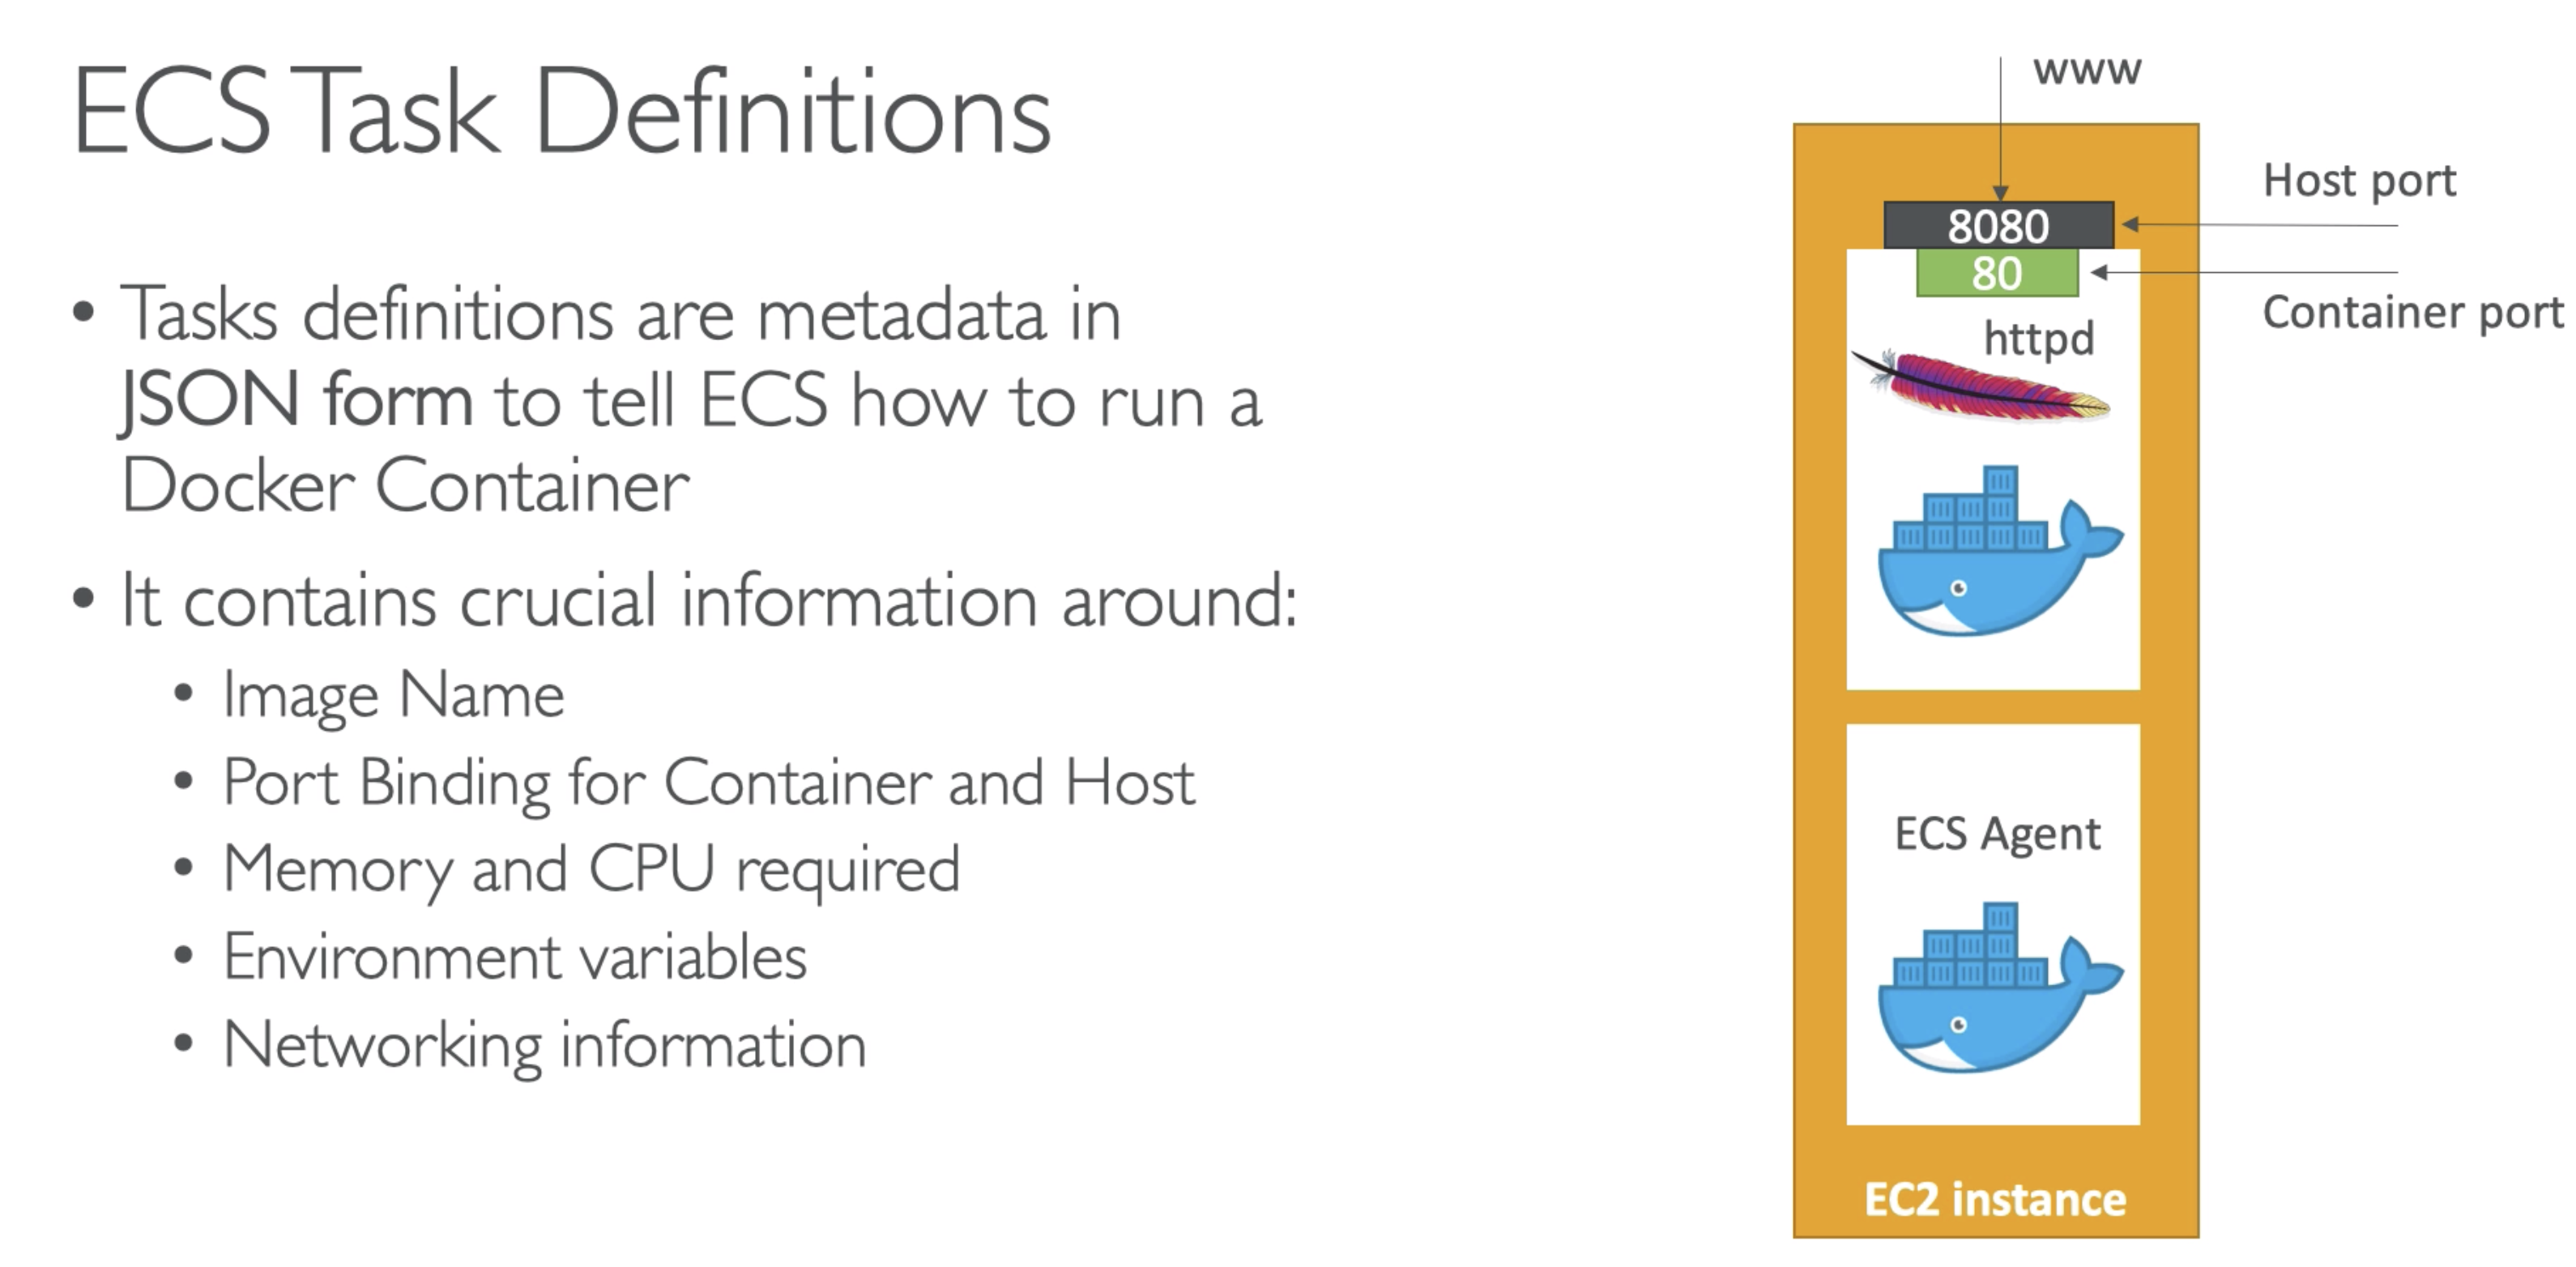 ECS Task Definitions
• Tasks definitions are metadata in
JSON form to tell ECS how to run a
Docker Container
• It contains crucial information around:
• Image Name
• Port Binding for Container and Host
• Memory and CPU required
• Environment variables
• Networking information
www
Host port
8080
80
Container port
httpd
ECS Agent
EC2 instance